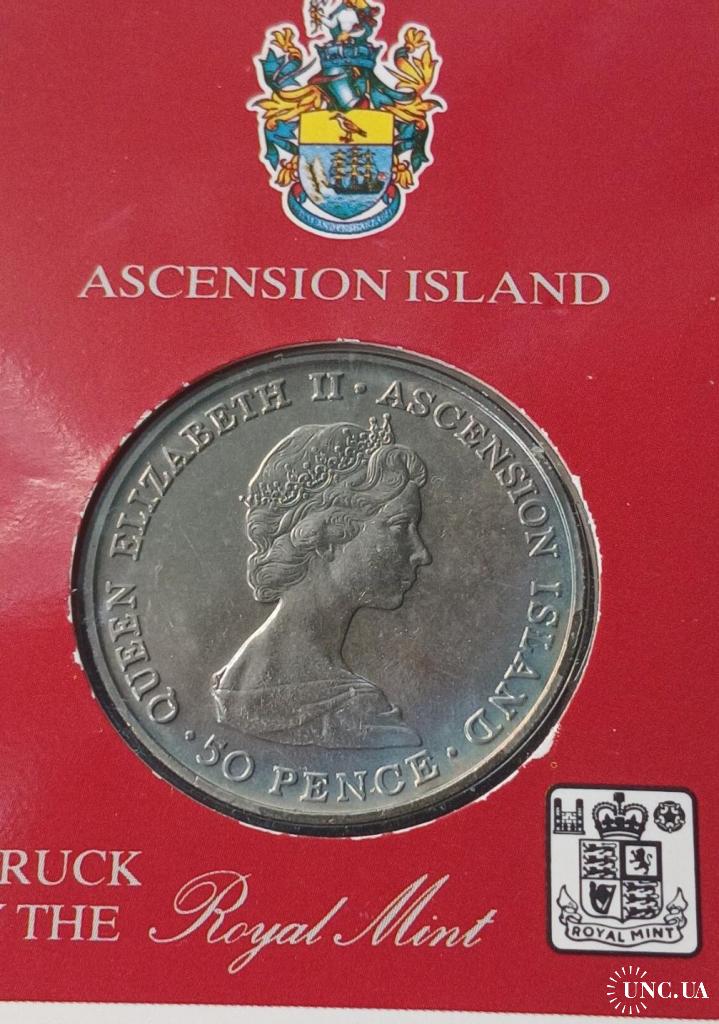 ASCENSION ISLAND
QUEEN ELIZABETH II · ASCENSION ISLAND · 50 PENCE ·
RUCK
THE Royal Mint
ROYAL MINT
UNC.UA